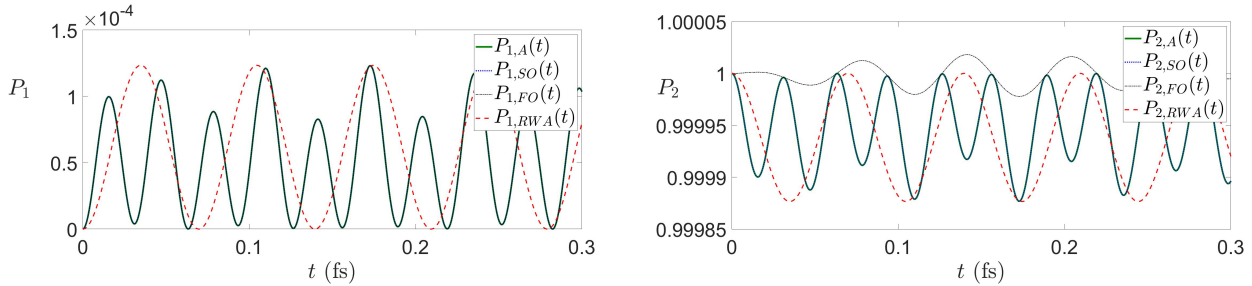 ×10⁻⁴
1.5
1
0.5
0
P₁
P₁,A(t)
P₁,SO(t)
P₁,FO(t)
P₁,RWA(t)
0 0.1 0.2 0.3
t (fs)
1.00005
1
0.99995
0.9999
0.99985
P₂
P₂,A(t)
P₂,SO(t)
P₂,FO(t)
P₂,RWA(t)
0 0.1 0.2 0.3
t (fs)